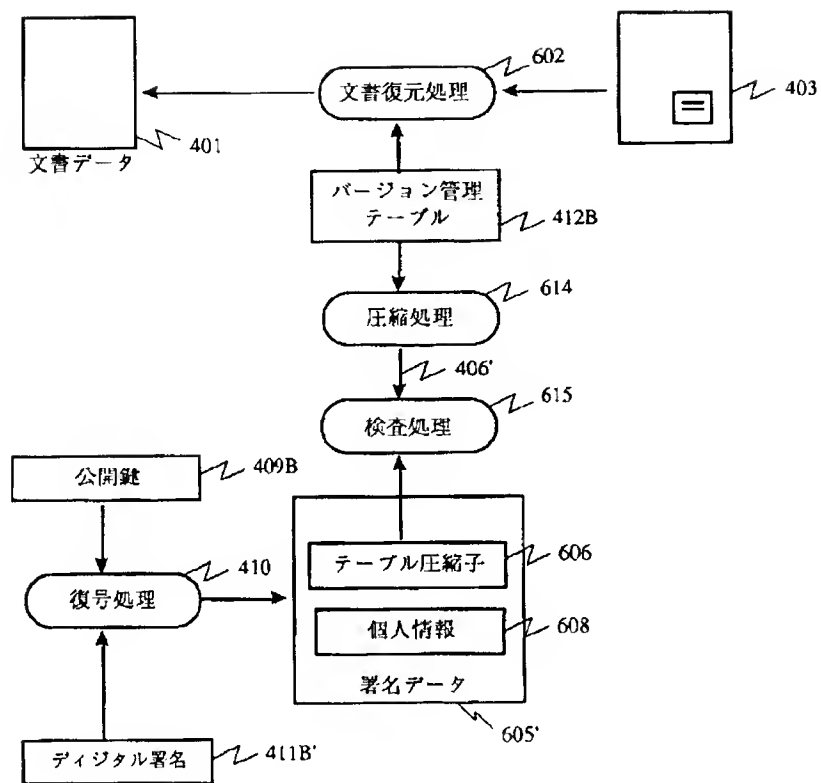 602
文書復元処理
403
401
文書データ
バージョン管理
テーブル
412B
614
圧縮処理
406'
615
検査処理
公開鍵
409B
410
テーブル圧縮子
606
復号処理
個人情報
608
署名データ
605'
ディジタル署名
411B'